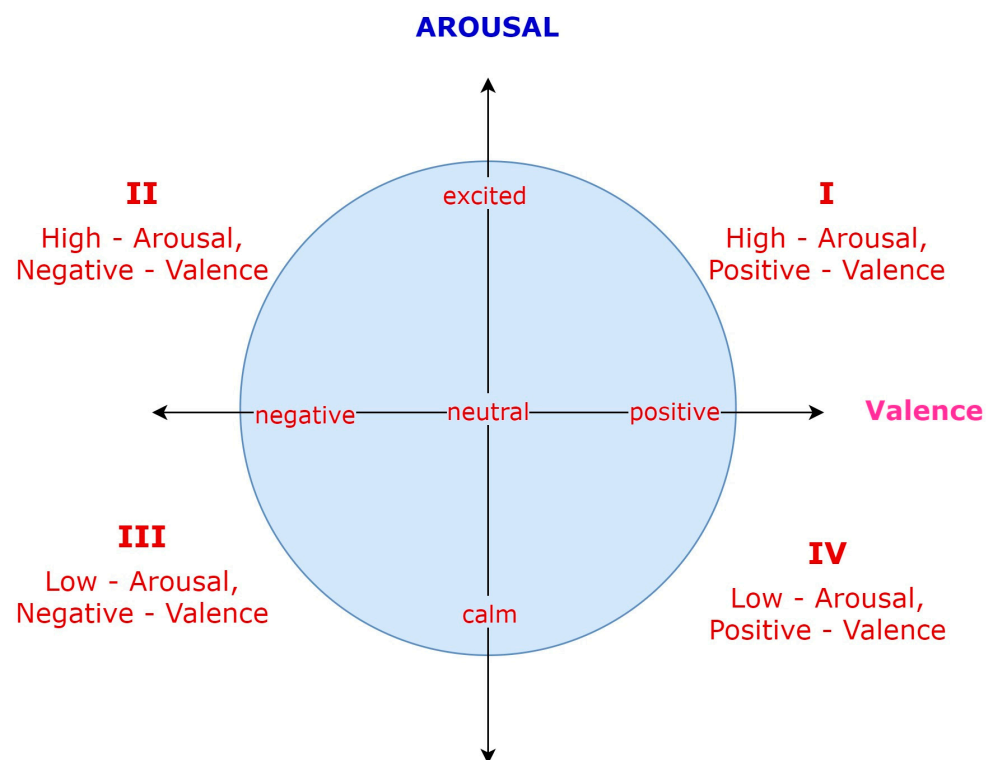 AROUSAL
II
High - Arousal,
Negative - Valence
excited
I
High - Arousal,
Positive - Valence
negative
neutral
positive
Valence
III
Low - Arousal,
Negative - Valence
calm
IV
Low - Arousal,
Positive - Valence